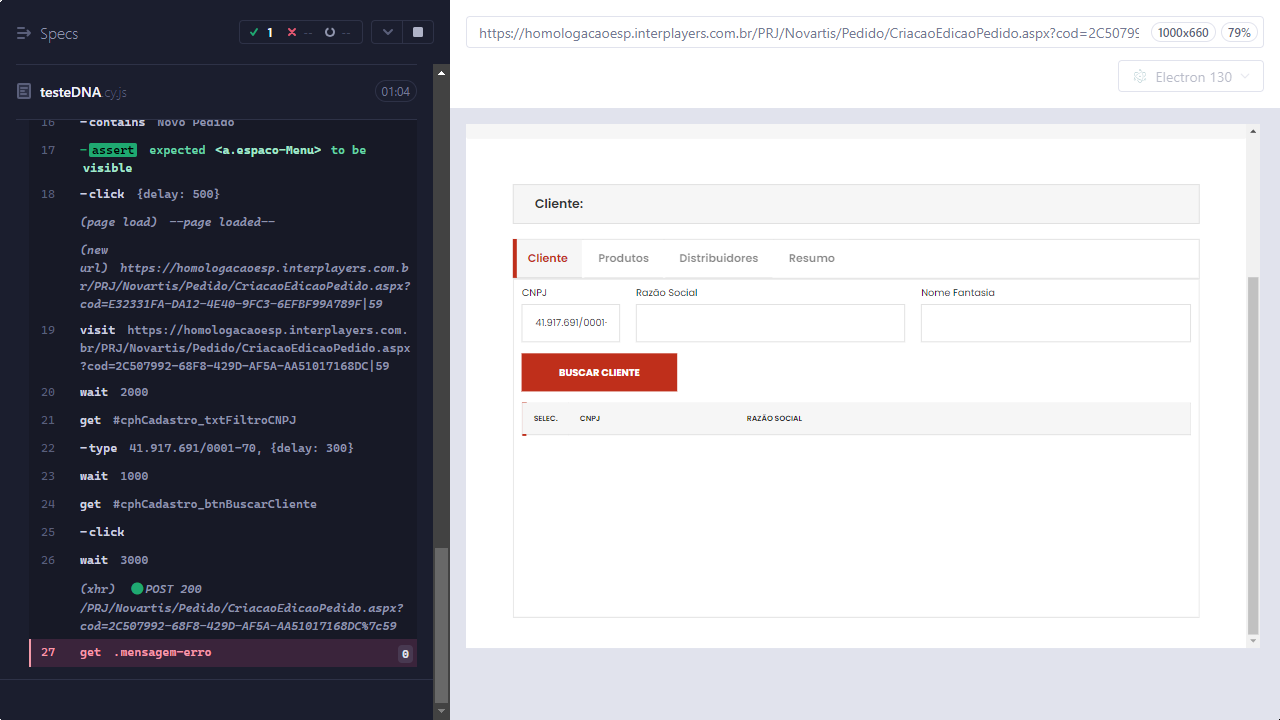 Specs
1
--
--
testeDNA.cy.js
01:04
16 -contains Novo Pedido
17 -assert expected <a.espaco-Menu> to be
visible
18 -click {delay: 500}
(page load) --page loaded--
(new
url) https://homologacaoesp.interplayers.com.b
r/PRJ/Novartis/Pedido/CriacaoEdicaoPedido.aspx?
cod=E32331FA-DA12-4E40-9FC3-6EFBF99A789F|59
19 visit https://homologacaoesp.interplayers.com.
br/PRJ/Novartis/Pedido/CriacaoEdicaoPedido.aspx
?cod=2C507992-68F8-429D-AF5A-AA51017168DC|59
20 wait 2000
21 get #cphCadastro_txtFiltroCNPJ
22 -type 41.917.691/0001-70, {delay: 300}
23 wait 1000
24 get #cphCadastro_btnBuscarCliente
25 -click
26 wait 3000
(xhr) POST 200
/PRJ/Novartis/Pedido/CriacaoEdicaoPedido.aspx?
cod=2C507992-68F8-429D-AF5A-AA51017168DC%7c59
27 get .mensagem-erro 0
https://homologacaoesp.interplayers.com.br/PRJ/Novartis/Pedido/CriacaoEdicaoPedido.aspx?cod=2C50799
1000x660
79%
Electron 130
Cliente:
Cliente Produtos Distribuidores Resumo
CNPJ Razão Social Nome Fantasia
41.917.691/0001-
BUSCAR CLIENTE
SELEC. CNPJ RAZÃO SOCIAL